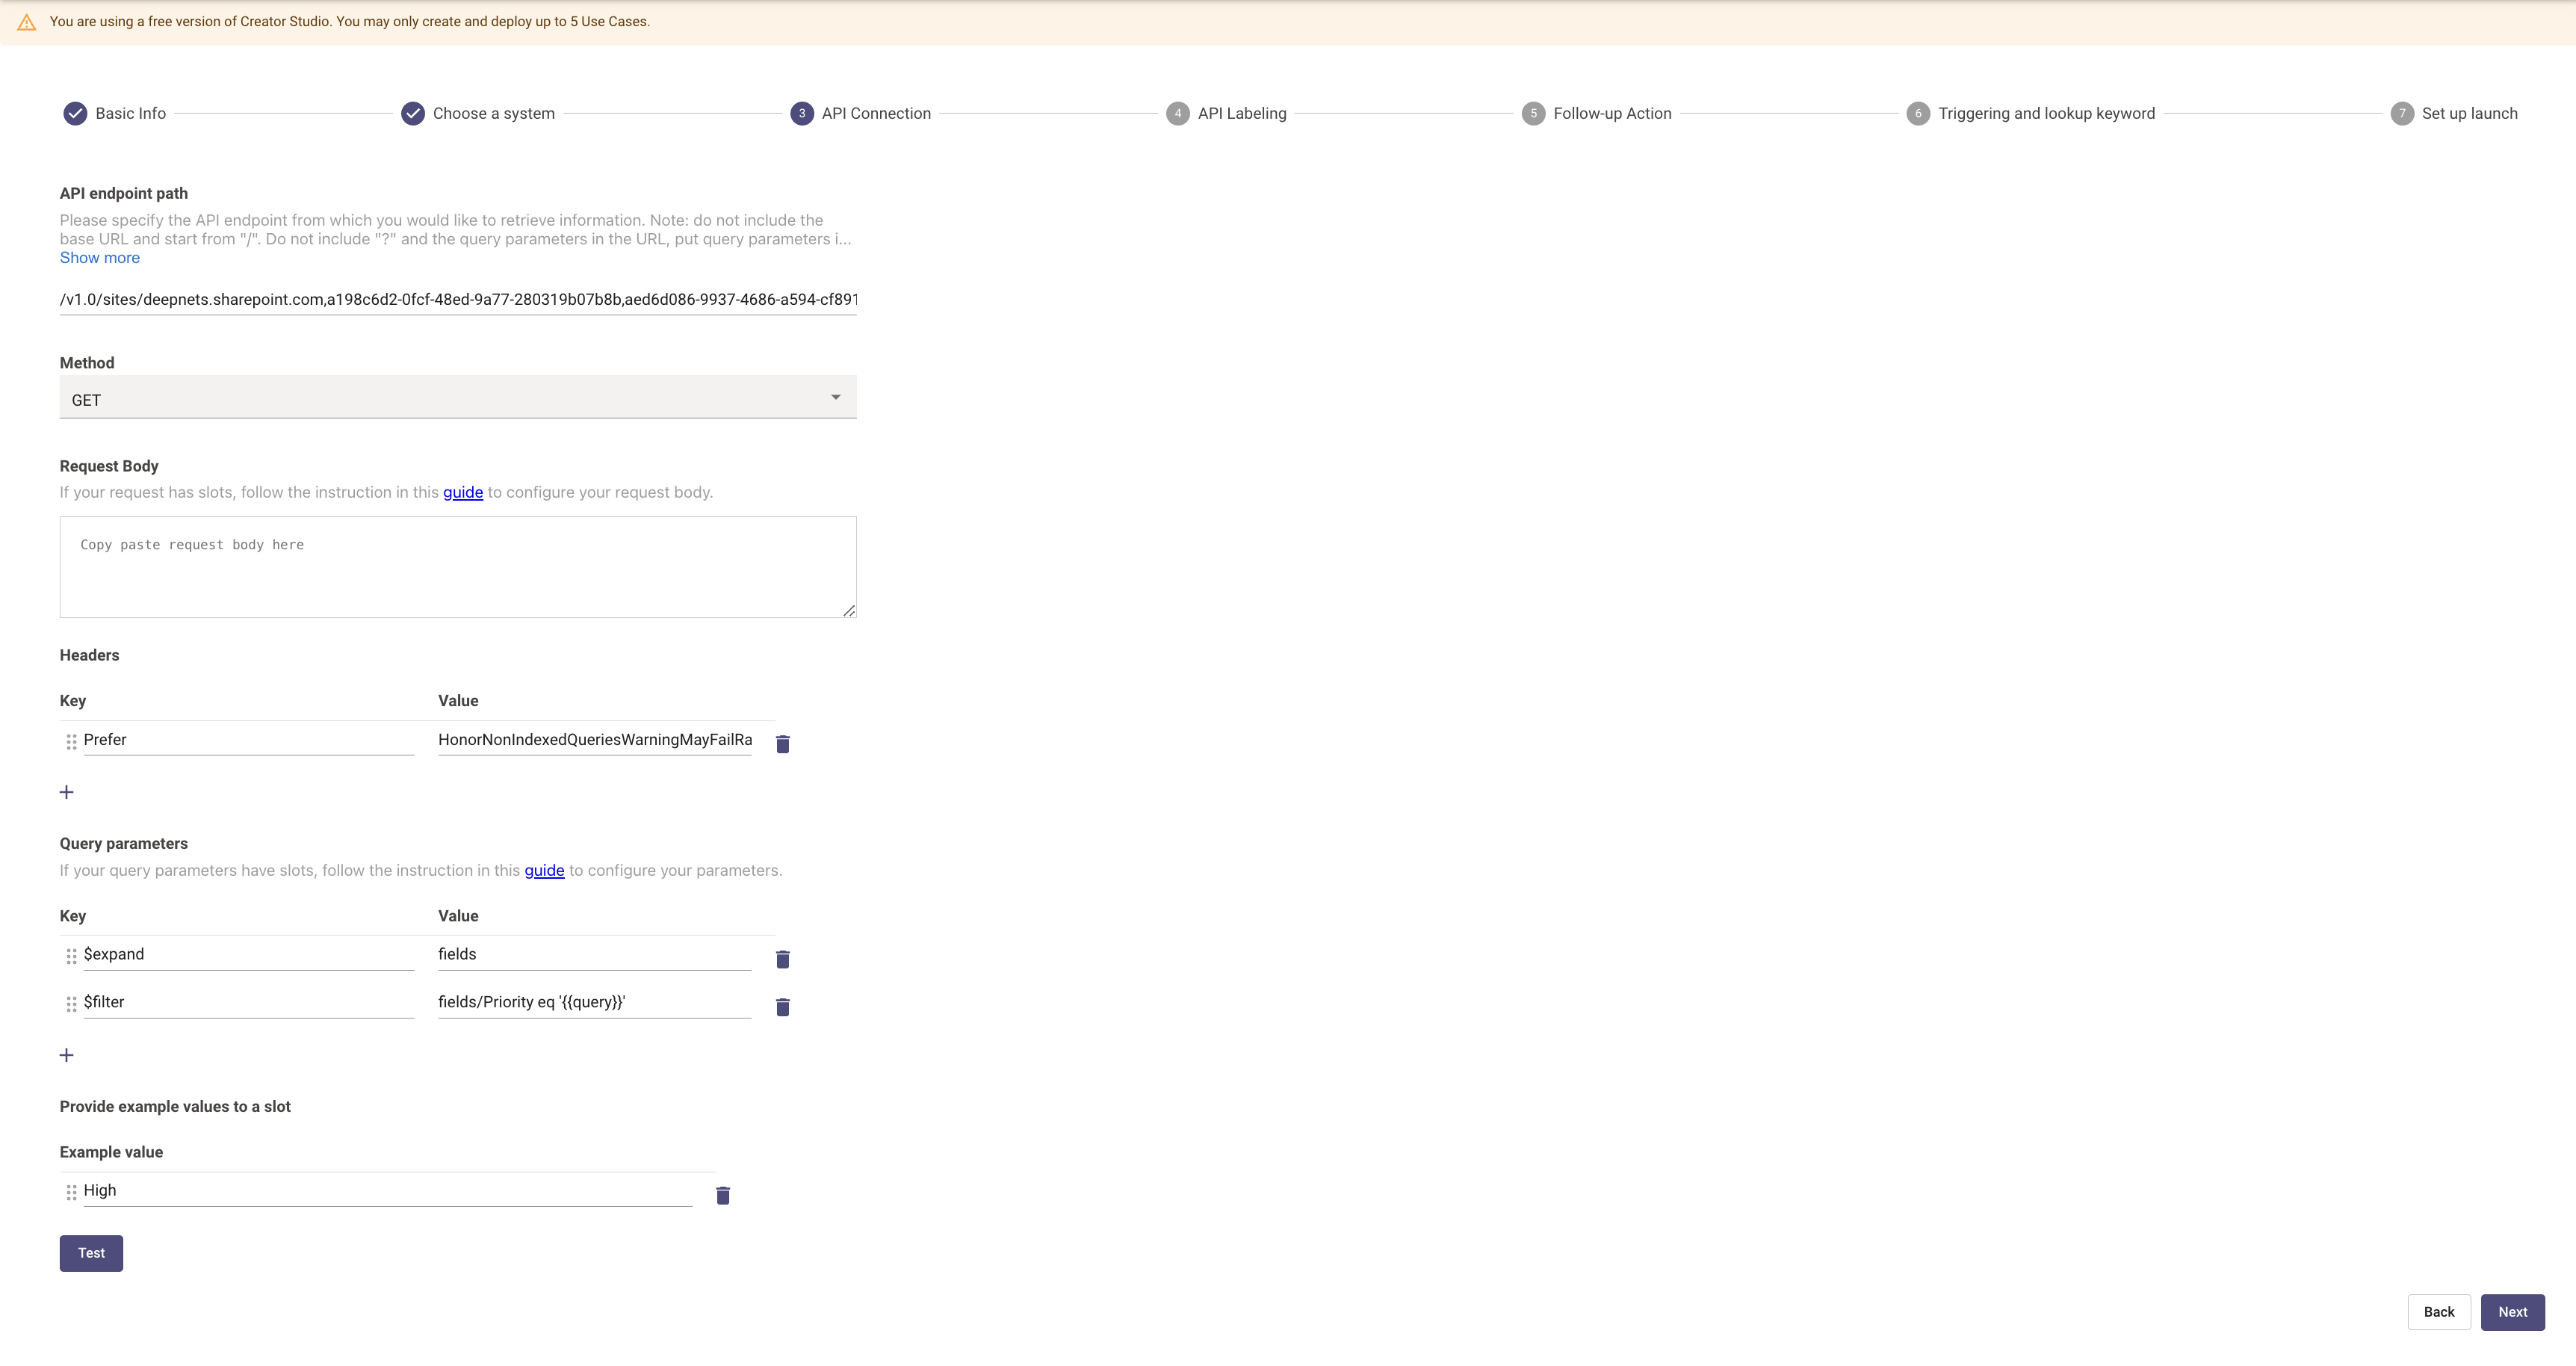 You are using a free version of Creator Studio. You may only create and deploy up to 5 Use Cases.
Basic Info
Choose a system
3 API Connection
4 API Labeling
5 Follow-up Action
6 Triggering and lookup keyword
7 Set up launch
API endpoint path
Please specify the API endpoint from which you would like to retrieve information. Note: do not include the
base URL and start from "/". Do not include "?" and the query parameters in the URL, put query parameters i...
Show more
/v1.0/sites/deepnets.sharepoint.com,a198c6d2-0fcf-48ed-9a77-280319b07b8b,aed6d086-9937-4686-a594-cf891
Method
GET
Request Body
If your request has slots, follow the instruction in this guide to configure your request body.
Copy paste request body here
Headers
Key Value
Prefer HonorNonIndexedQueriesWarningMayFailRa
+
Query parameters
If your query parameters have slots, follow the instruction in this guide to configure your parameters.
Key Value
$expand fields
$filter fields/Priority eq '{{query}}'
+
Provide example values to a slot
Example value
High
Test
Back Next